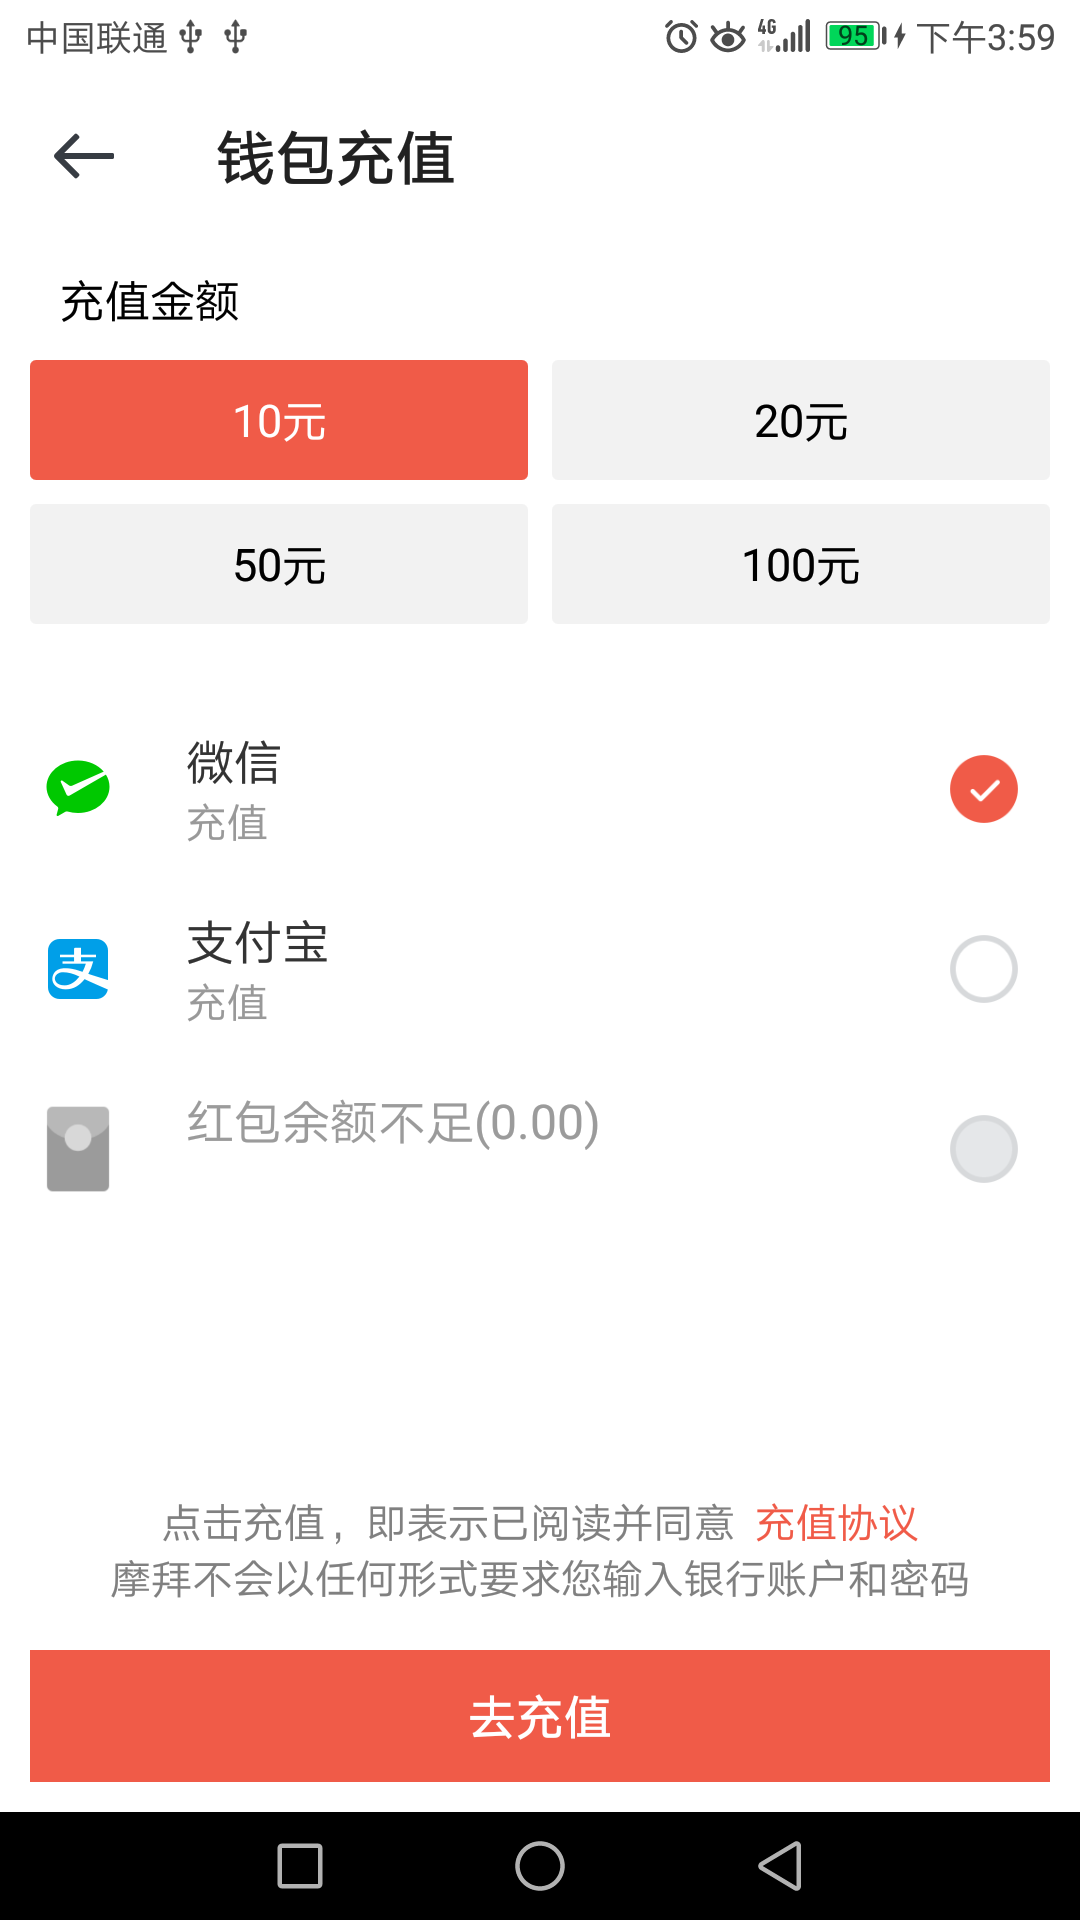 中国联通 4G 95 下午3:59
钱包充值
充值金额
10元 20元
50元 100元
微信
充值
支付宝
充值
红包余额不足(0.00)
点击充值，即表示已阅读并同意 充值协议
摩拜不会以任何形式要求您输入银行账户和密码
去充值